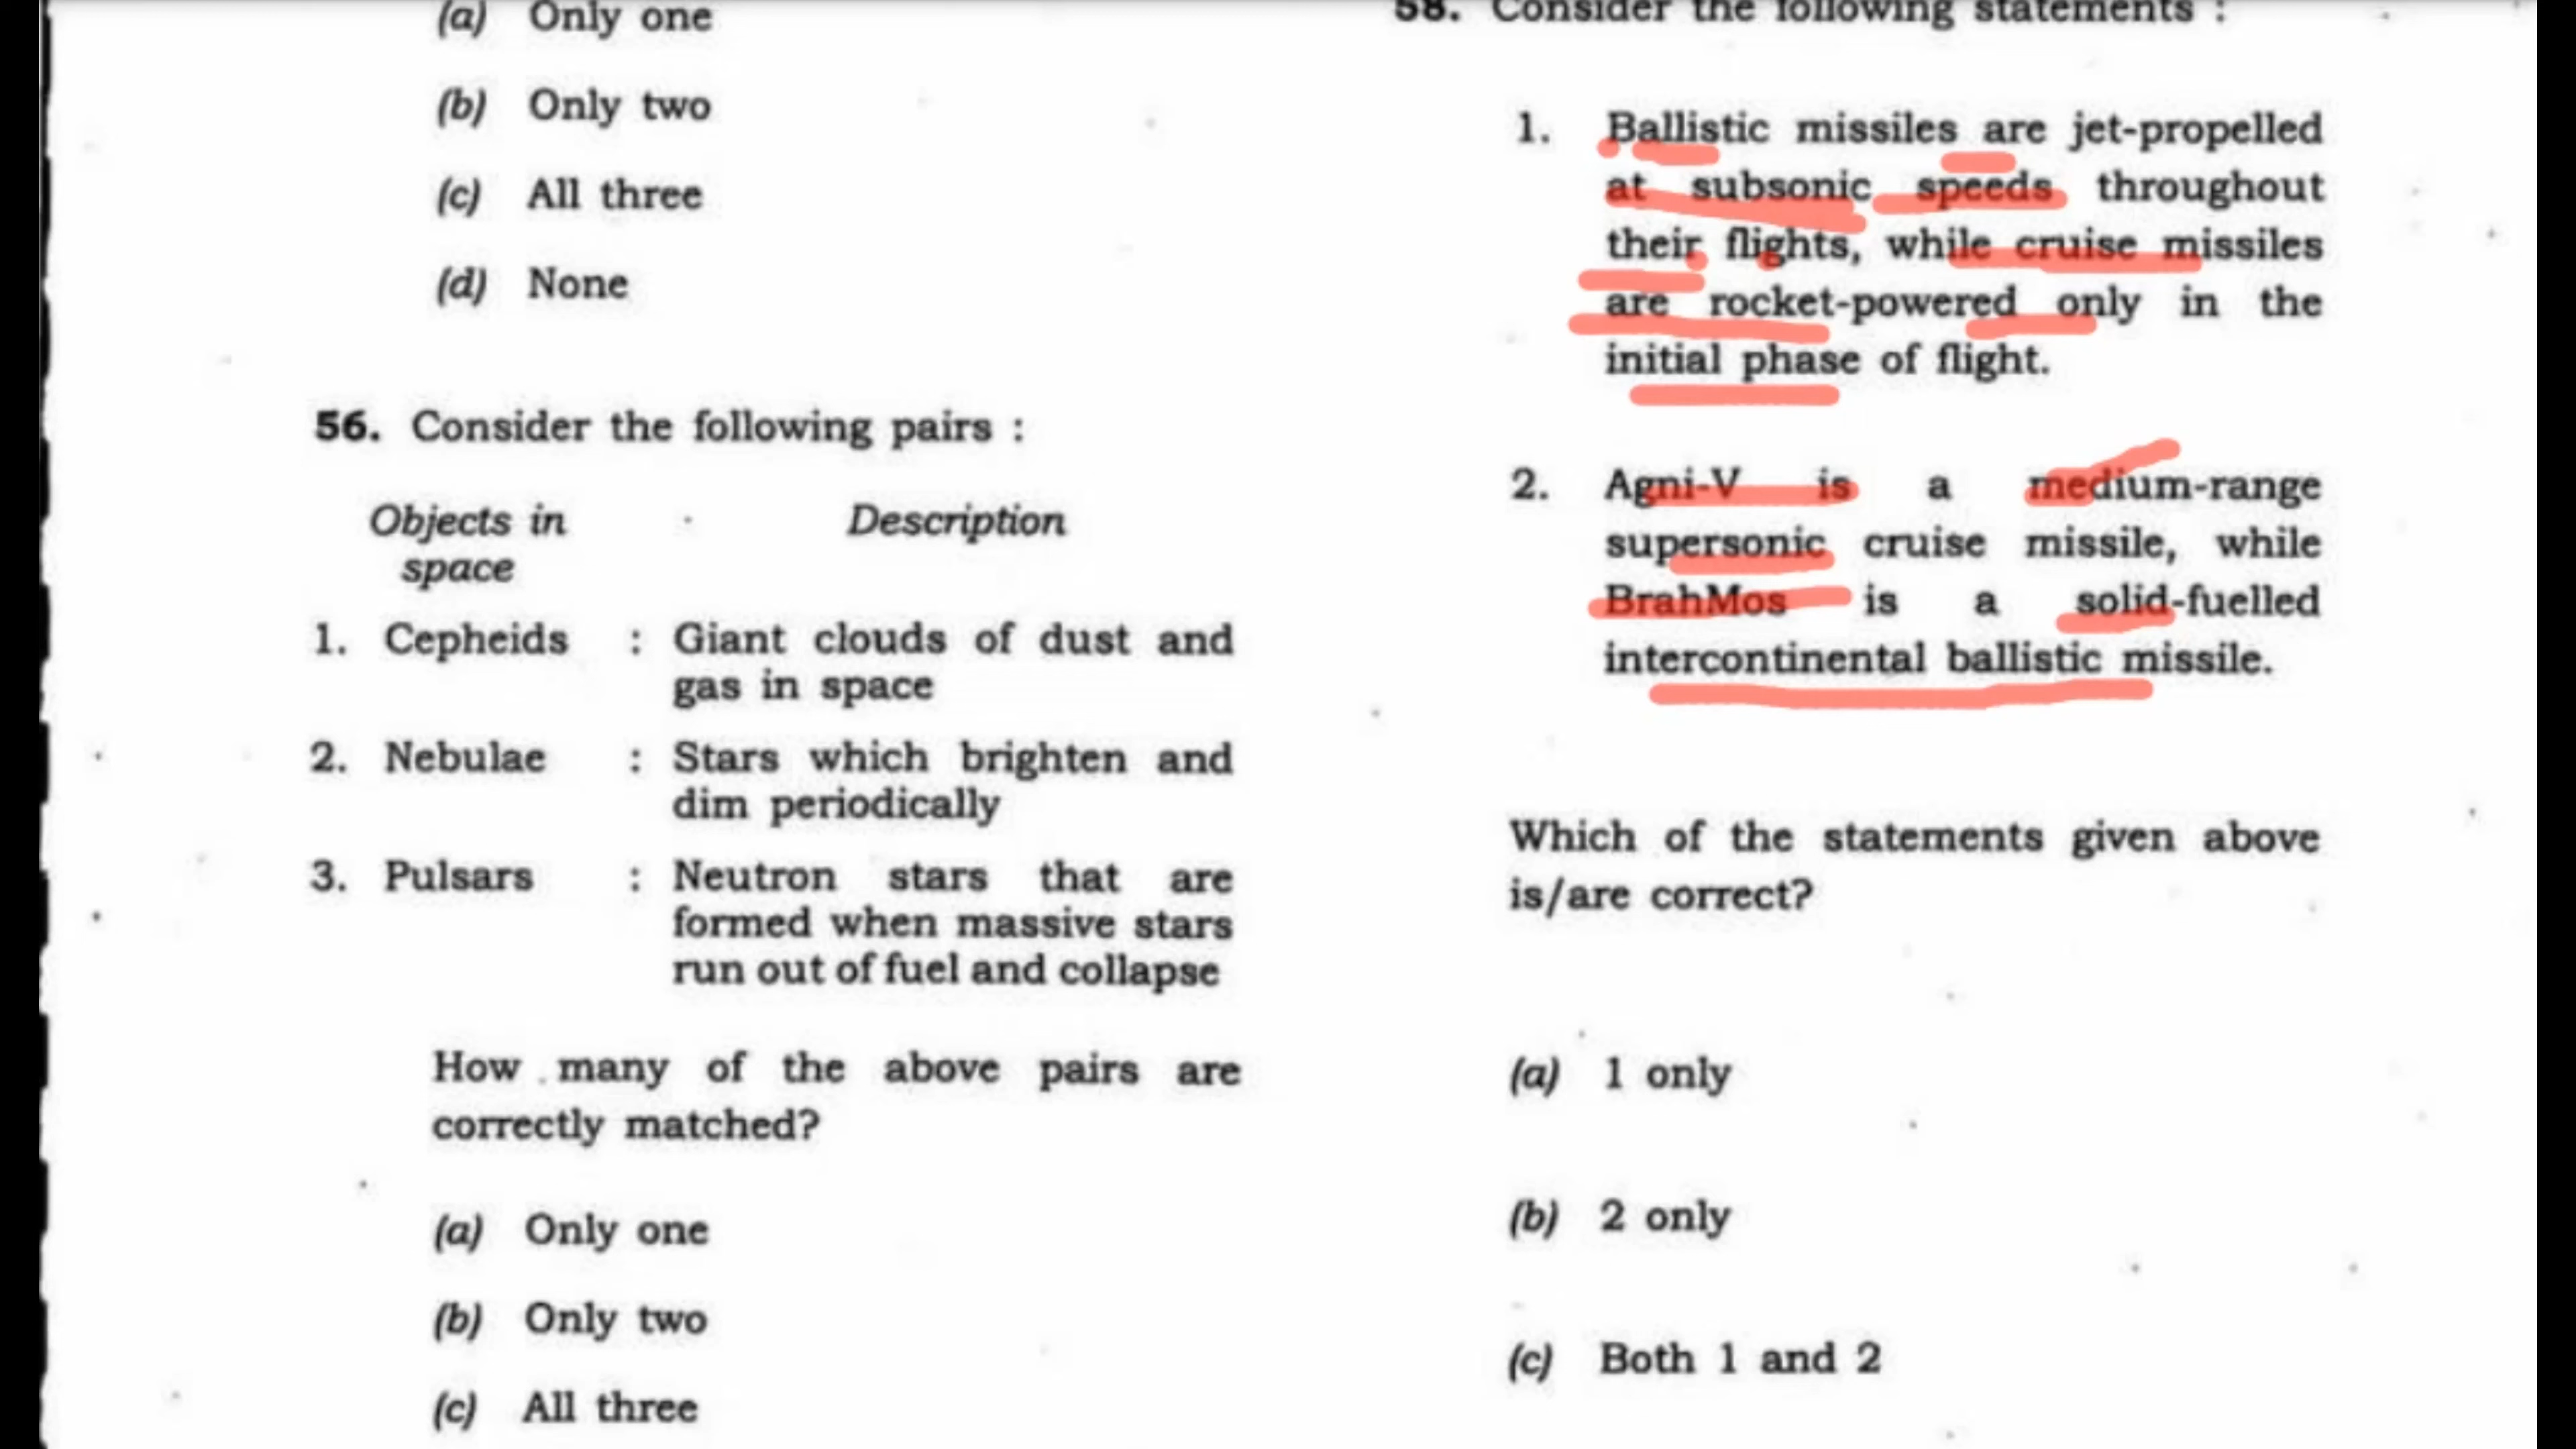 (a) Only one
(b) Only two
(c) All three
(d) None
56. Consider the following pairs :
Objects in Description
space
1. Cepheids : Giant clouds of dust and
gas in space
2. Nebulae : Stars which brighten and
dim periodically
3. Pulsars : Neutron stars that are
formed when massive stars
run out of fuel and collapse
How many of the above pairs are
correctly matched?
(a) Only one
(b) Only two
(c) All three
58. Consider the following statements :
1. Ballistic missiles are jet-propelled
at subsonic speeds throughout
their flights, while cruise missiles
are rocket-powered only in the
initial phase of flight.
2. Agni-V is a medium-range
supersonic cruise missile, while
BrahMos is a solid-fuelled
intercontinental ballistic missile.
Which of the statements given above
is/are correct?
(a) 1 only
(b) 2 only
(c) Both 1 and 2